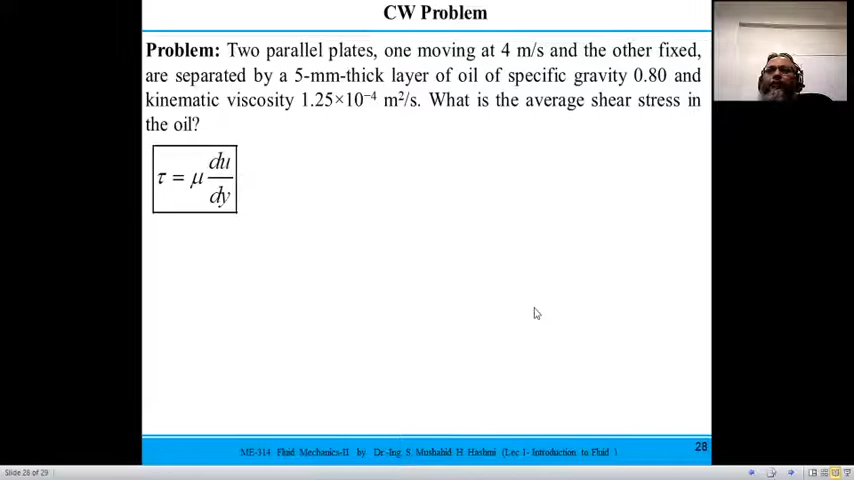 CW Problem
Problem: Two parallel plates, one moving at 4 m/s and the other fixed,
are separated by a 5-mm-thick layer of oil of specific gravity 0.80 and
kinematic viscosity 1.25×10⁻⁴ m²/s. What is the average shear stress in
the oil?
τ = μ du/dy
ME-314 Fluid Mechanics-II by Dr-Ing. S. Mushahid H Hashmi (Lec 1- Introduction to Fluid )
28
Slide 28 of 29